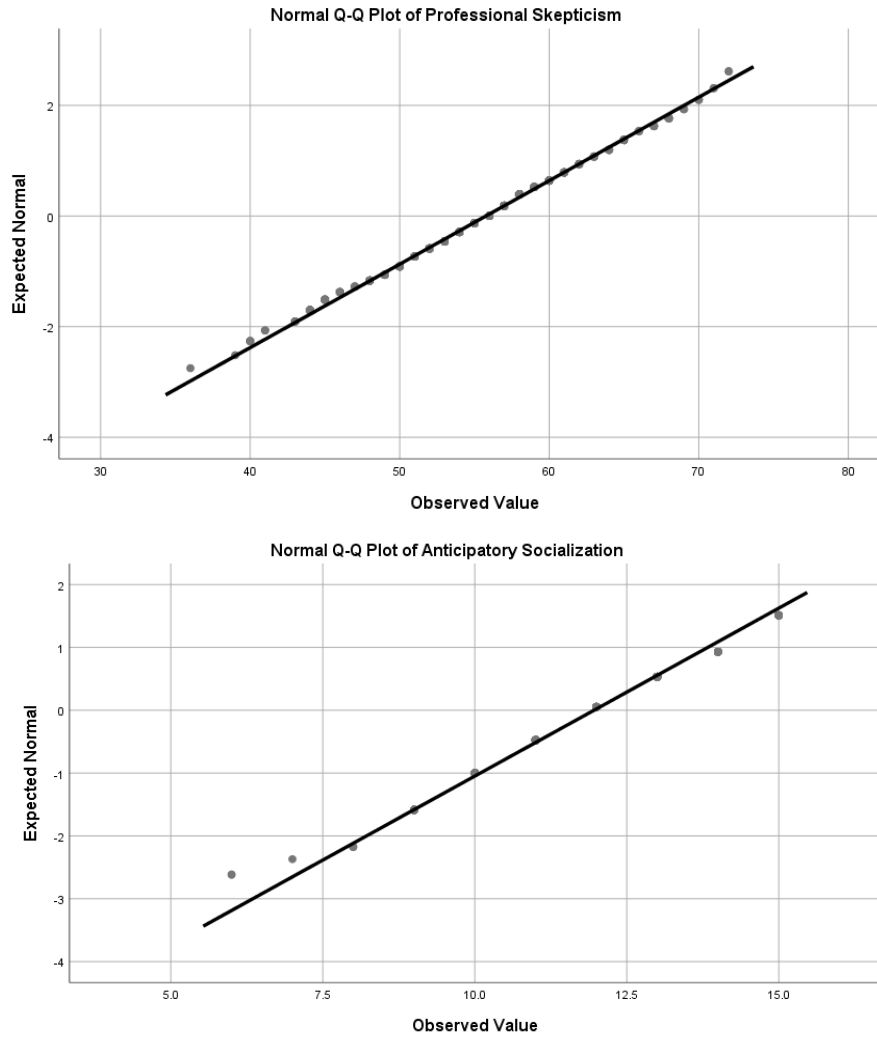 Normal Q-Q Plot of Professional Skepticism
2
0
-2
-4
Expected Normal
30 40 50 60 70 80
Observed Value
Normal Q-Q Plot of Anticipatory Socialization
2
1
0
-1
-2
-3
-4
Expected Normal
5.0 7.5 10.0 12.5 15.0
Observed Value